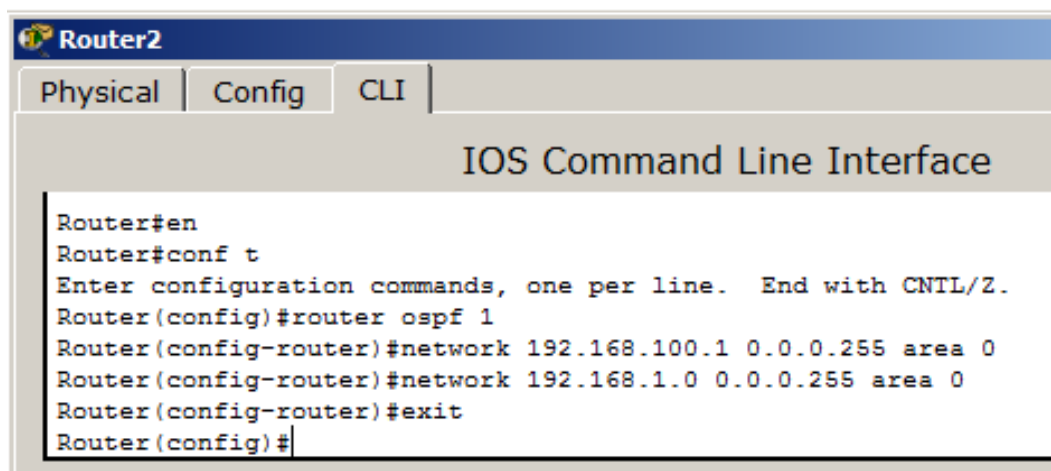 Router2
Physical Config CLI
IOS Command Line Interface
Router#en
Router#conf t
Enter configuration commands, one per line.  End with CNTL/Z.
Router(config)#router ospf 1
Router(config-router)#network 192.168.100.1 0.0.0.255 area 0
Router(config-router)#network 192.168.1.0 0.0.0.255 area 0
Router(config-router)#exit
Router(config)#